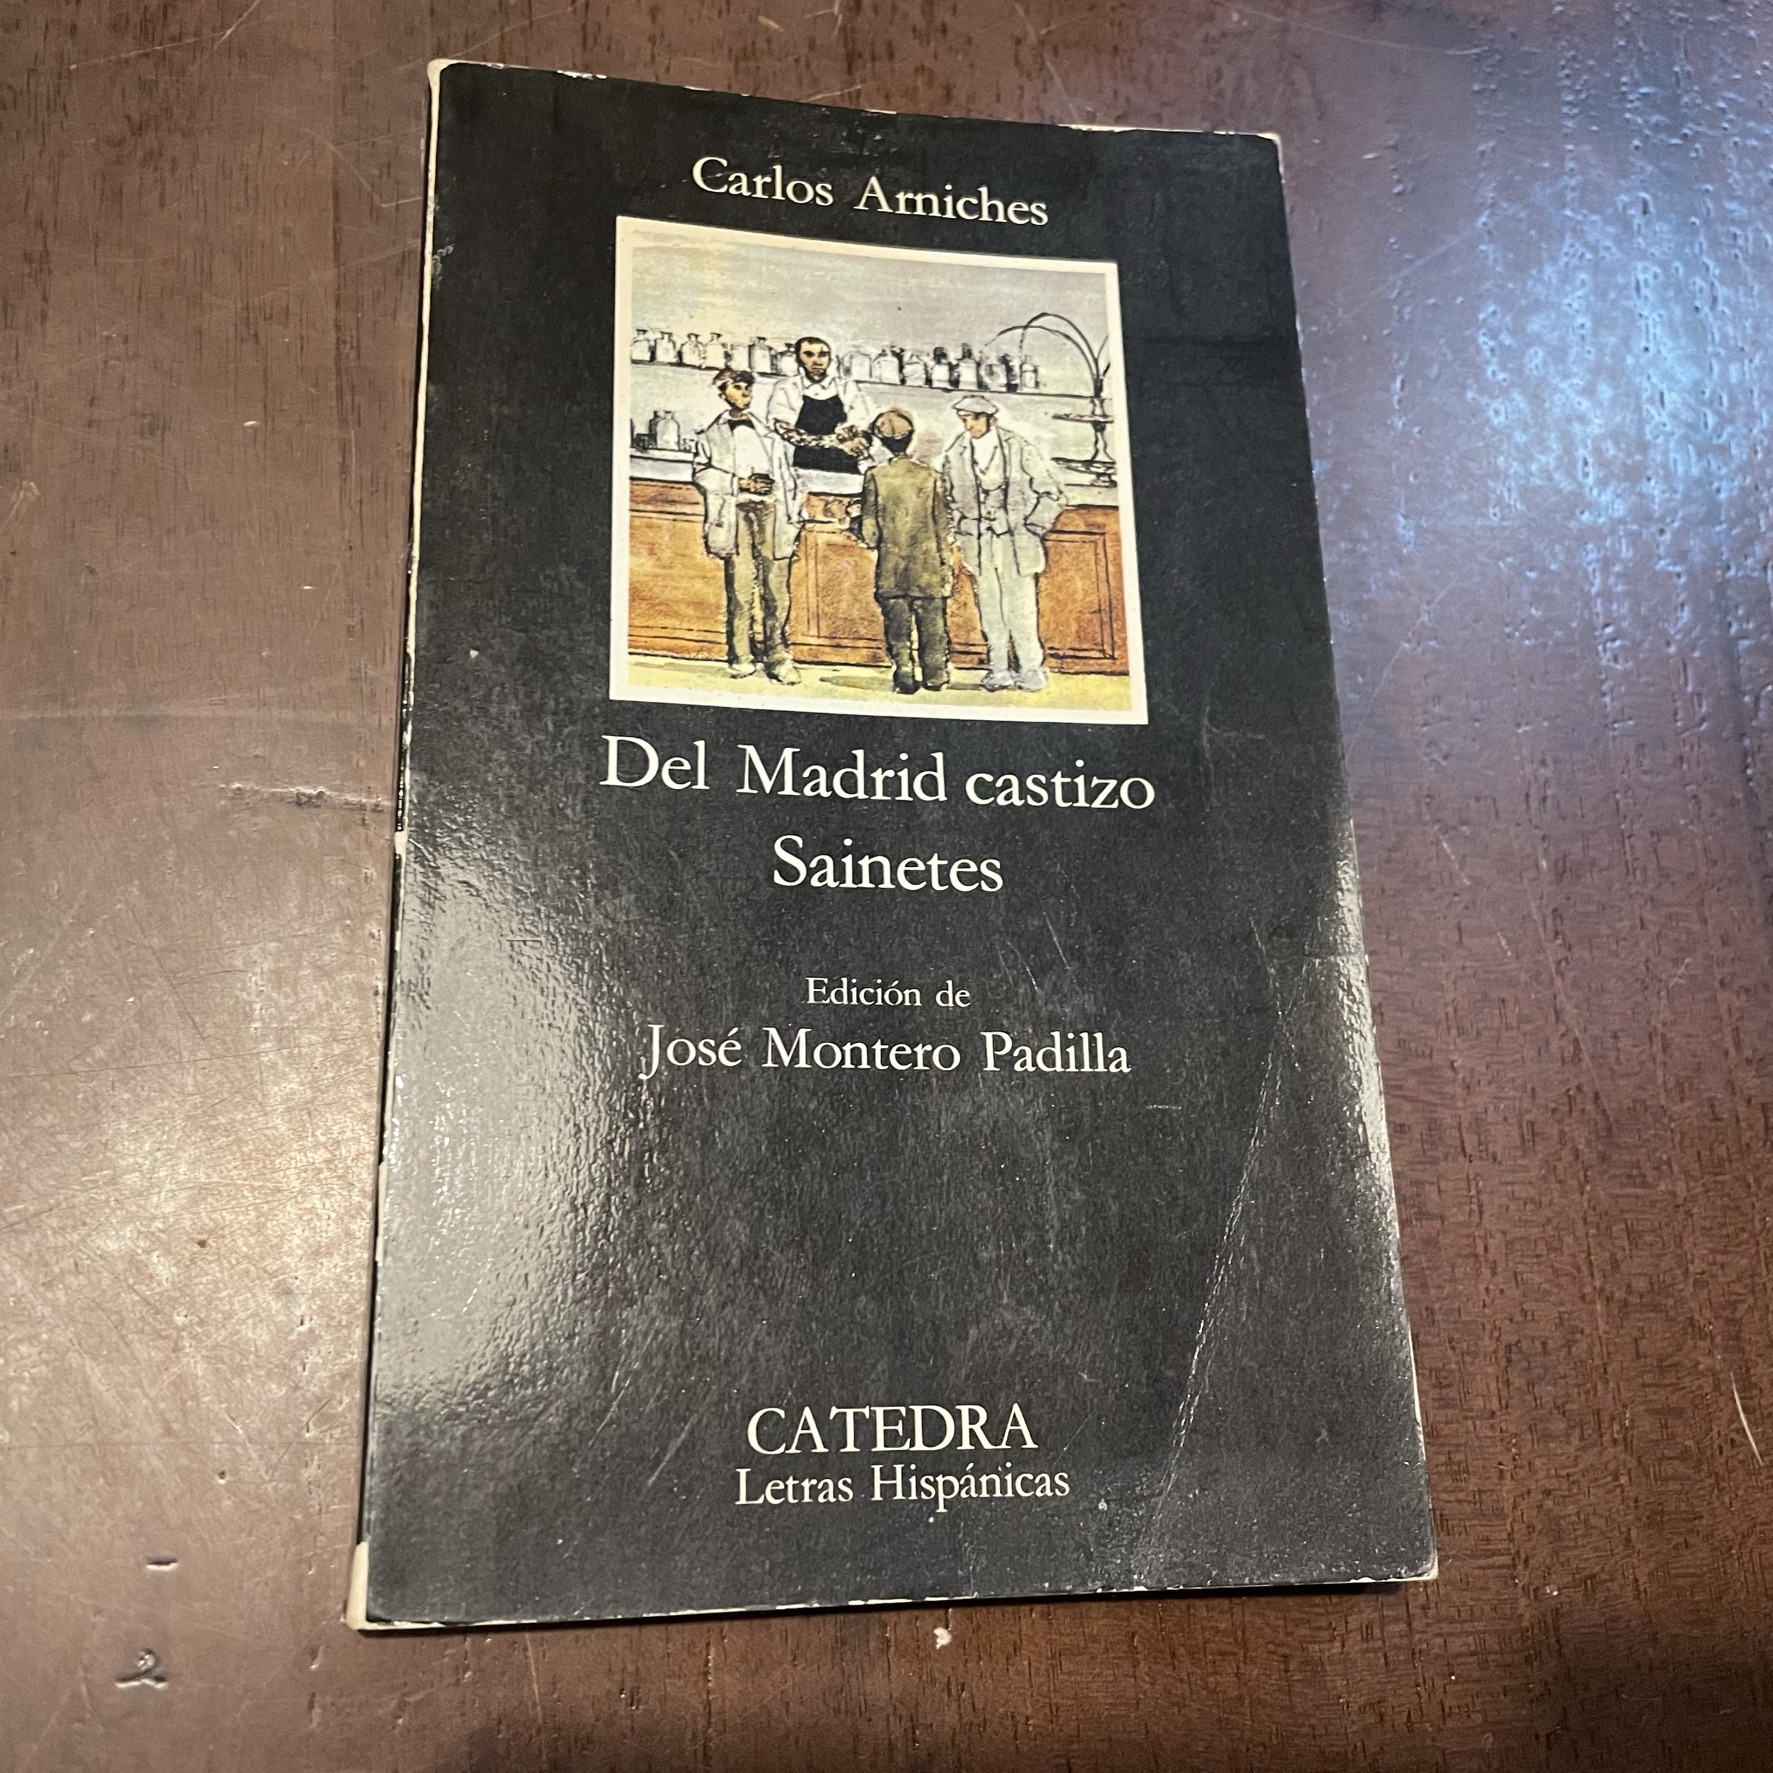 Carlos Arniches
Del Madrid castizo
Sainetes
Edición de
José Montero Padilla
CATEDRA
Letras Hispánicas